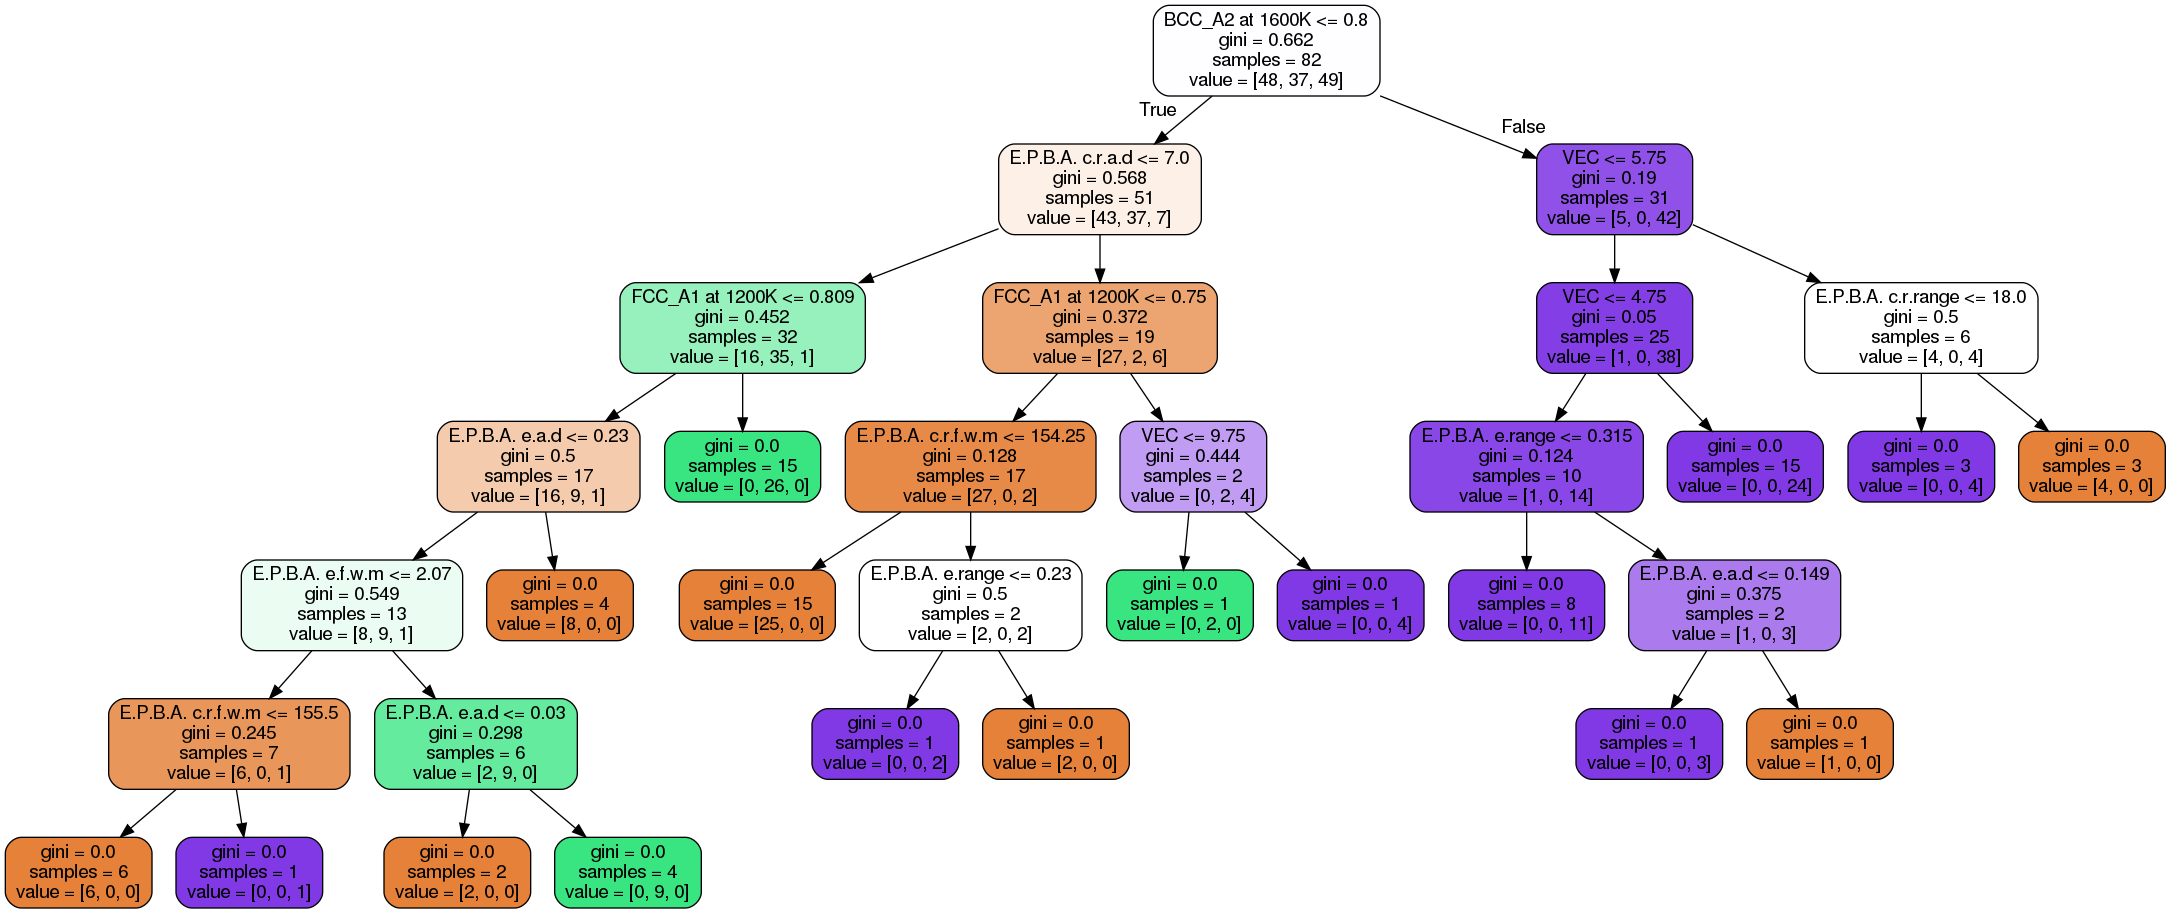 BCC_A2 at 1600K <= 0.8
gini = 0.662
samples = 82
value = [48, 37, 49]
True
False
E.P.B.A. c.r.a.d <= 7.0
gini = 0.568
samples = 51
value = [43, 37, 7]
VEC <= 5.75
gini = 0.19
samples = 31
value = [5, 0, 42]
FCC_A1 at 1200K <= 0.809
gini = 0.452
samples = 32
value = [16, 35, 1]
FCC_A1 at 1200K <= 0.75
gini = 0.372
samples = 19
value = [27, 2, 6]
VEC <= 4.75
gini = 0.05
samples = 25
value = [1, 0, 38]
E.P.B.A. c.r.range <= 18.0
gini = 0.5
samples = 6
value = [4, 0, 4]
E.P.B.A. e.a.d <= 0.23
gini = 0.5
samples = 17
value = [16, 9, 1]
gini = 0.0
samples = 15
value = [0, 26, 0]
E.P.B.A. c.r.f.w.m <= 154.25
gini = 0.128
samples = 17
value = [27, 0, 2]
VEC <= 9.75
gini = 0.444
samples = 2
value = [0, 2, 4]
E.P.B.A. e.range <= 0.315
gini = 0.124
samples = 10
value = [1, 0, 14]
gini = 0.0
samples = 15
value = [0, 0, 24]
gini = 0.0
samples = 3
value = [0, 0, 4]
gini = 0.0
samples = 3
value = [4, 0, 0]
E.P.B.A. e.f.w.m <= 2.07
gini = 0.549
samples = 13
value = [8, 9, 1]
gini = 0.0
samples = 4
value = [8, 0, 0]
gini = 0.0
samples = 15
value = [25, 0, 0]
E.P.B.A. e.range <= 0.23
gini = 0.5
samples = 2
value = [2, 0, 2]
gini = 0.0
samples = 1
value = [0, 2, 0]
gini = 0.0
samples = 1
value = [0, 0, 4]
gini = 0.0
samples = 8
value = [0, 0, 11]
E.P.B.A. e.a.d <= 0.149
gini = 0.375
samples = 2
value = [1, 0, 3]
E.P.B.A. c.r.f.w.m <= 155.5
gini = 0.245
samples = 7
value = [6, 0, 1]
E.P.B.A. e.a.d <= 0.03
gini = 0.298
samples = 6
value = [2, 9, 0]
gini = 0.0
samples = 1
value = [0, 0, 2]
gini = 0.0
samples = 1
value = [2, 0, 0]
gini = 0.0
samples = 1
value = [0, 0, 3]
gini = 0.0
samples = 1
value = [1, 0, 0]
gini = 0.0
samples = 6
value = [6, 0, 0]
gini = 0.0
samples = 1
value = [0, 0, 1]
gini = 0.0
samples = 2
value = [2, 0, 0]
gini = 0.0
samples = 4
value = [0, 9, 0]